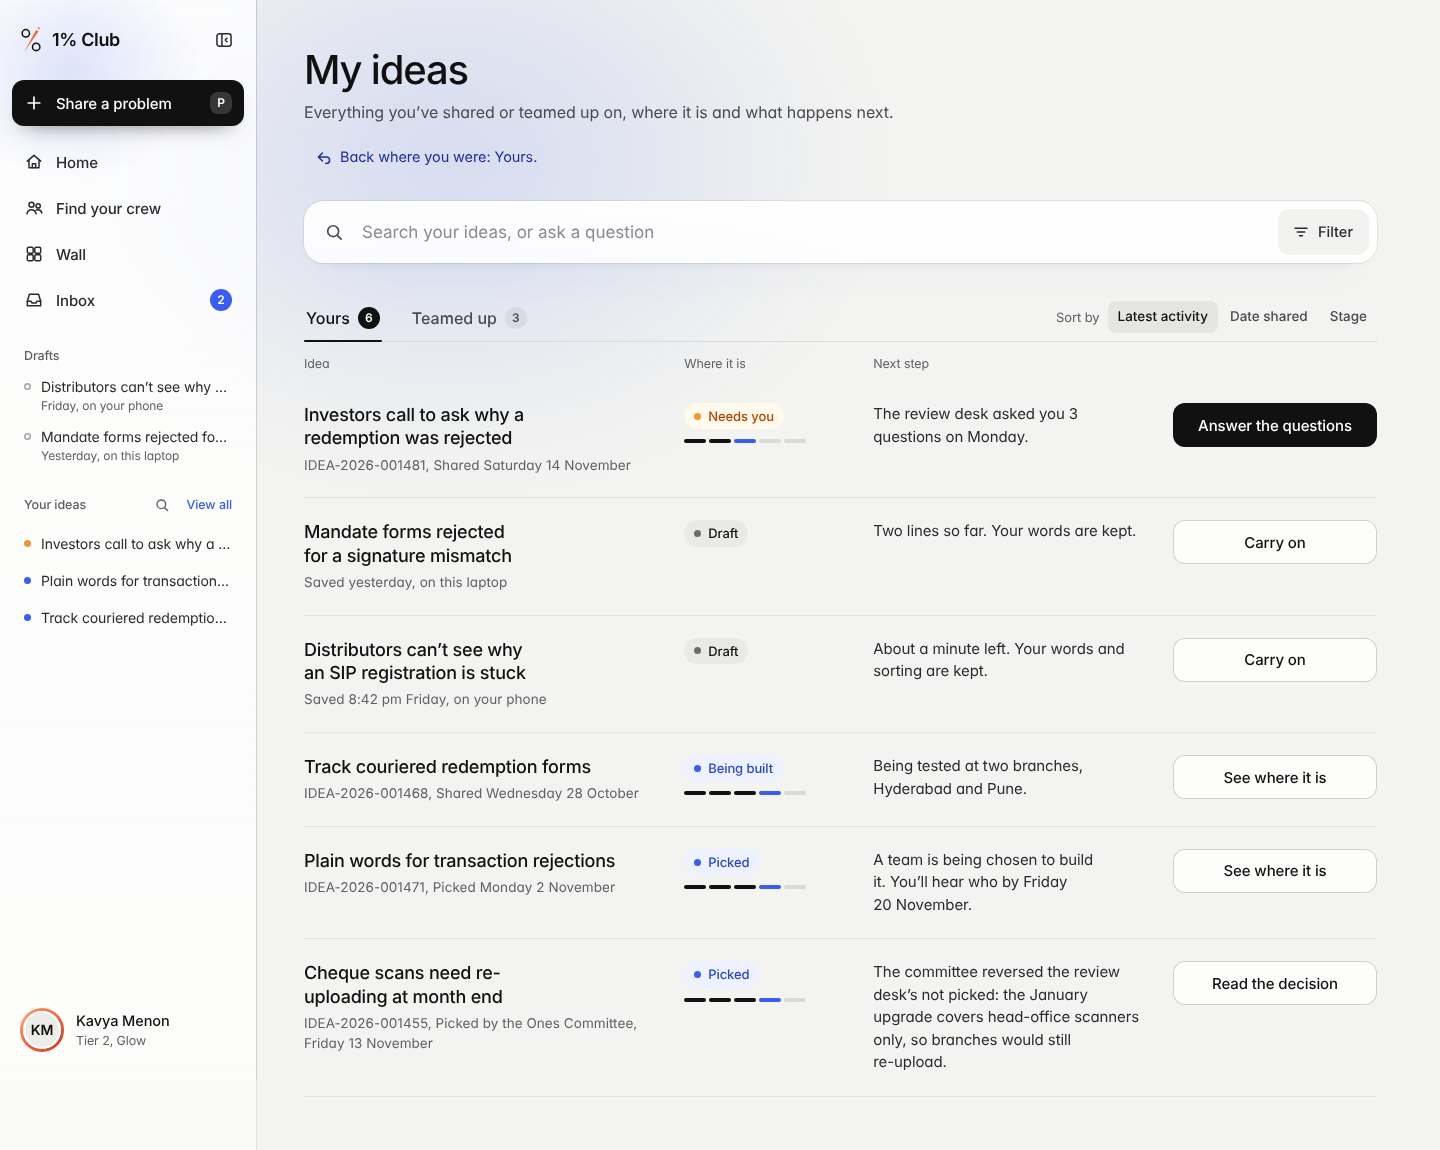 1% Club
Share a problem
P
Home
Find your crew
Wall
Inbox
2
Drafts
Distributors can’t see why ...
Friday, on your phone
Mandate forms rejected fo...
Yesterday, on this laptop
Your ideas
View all
Investors call to ask why a ...
Plain words for transaction...
Track couriered redemptio...
KM
Kavya Menon
Tier 2, Glow
My ideas
Everything you’ve shared or teamed up on, where it is and what happens next.
Back where you were: Yours.
Search your ideas, or ask a question
Filter
Yours 6
Teamed up 3
Sort by
Latest activity
Date shared
Stage
Idea
Where it is
Next step
Investors call to ask why a
redemption was rejected
IDEA-2026-001481, Shared Saturday 14 November
Needs you
The review desk asked you 3
questions on Monday.
Answer the questions
Mandate forms rejected
for a signature mismatch
Saved yesterday, on this laptop
Draft
Two lines so far. Your words are kept.
Carry on
Distributors can’t see why
an SIP registration is stuck
Saved 8:42 pm Friday, on your phone
Draft
About a minute left. Your words and
sorting are kept.
Carry on
Track couriered redemption forms
IDEA-2026-001468, Shared Wednesday 28 October
Being built
Being tested at two branches,
Hyderabad and Pune.
See where it is
Plain words for transaction rejections
IDEA-2026-001471, Picked Monday 2 November
Picked
A team is being chosen to build
it. You’ll hear who by Friday
20 November.
See where it is
Cheque scans need re-
uploading at month end
IDEA-2026-001455, Picked by the Ones Committee,
Friday 13 November
Picked
The committee reversed the review
desk’s not picked: the January
upgrade covers head-office scanners
only, so branches would still
re-upload.
Read the decision